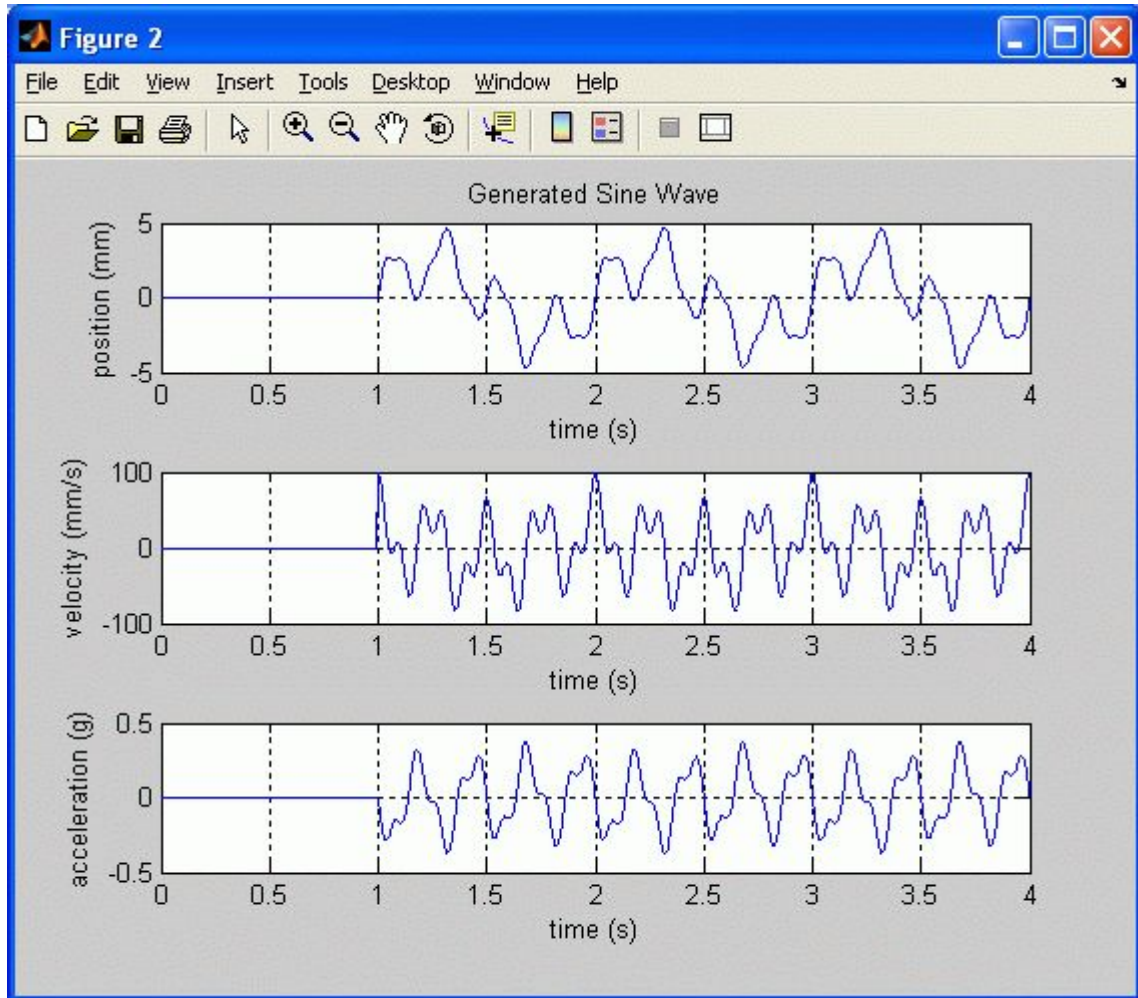 Figure 2
File Edit View Insert Tools Desktop Window Help
Generated Sine Wave
position (mm)
5
0
-5
0 0.5 1 1.5 2 2.5 3 3.5 4
time (s)
velocity (mm/s)
100
0
-100
0 0.5 1 1.5 2 2.5 3 3.5 4
time (s)
acceleration (g)
0.5
0
-0.5
0 0.5 1 1.5 2 2.5 3 3.5 4
time (s)